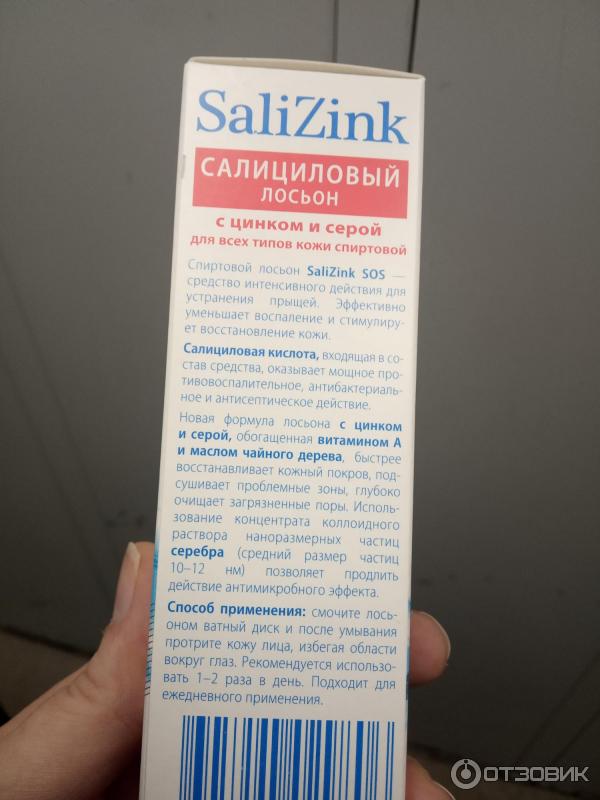 SaliZink
САЛИЦИЛОВЫЙ
ЛОСЬОН
с цинком и серой
для всех типов кожи спиртовой
Спиртовой лосьон SaliZink SOS —
средство интенсивного действия для
устранения прыщей. Эффективно
уменьшает воспаление и стимулиру-
ет восстановление кожи.
Салициловая кислота, входящая в со-
став средства, оказывает мощное про-
тивовоспалительное, антибактериаль-
ное и антисептическое действие.
Новая формула лосьона с цинком
и серой, обогащенная витамином А
и маслом чайного дерева, быстрее
восстанавливает кожный покров, под-
сушивает проблемные зоны, глубоко
очищает загрязненные поры. Исполь-
зование концентрата коллоидного
раствора наноразмерных частиц
серебра (средний размер частиц
10–12 нм) позволяет продлить
действие антимикробного эффекта.
Способ применения: смочите лось-
оном ватный диск и после умывания
протрите кожу лица, избегая области
вокруг глаз. Рекомендуется использо-
вать 1–2 раза в день. Подходит для
ежедневного применения.
ОТЗОВИК